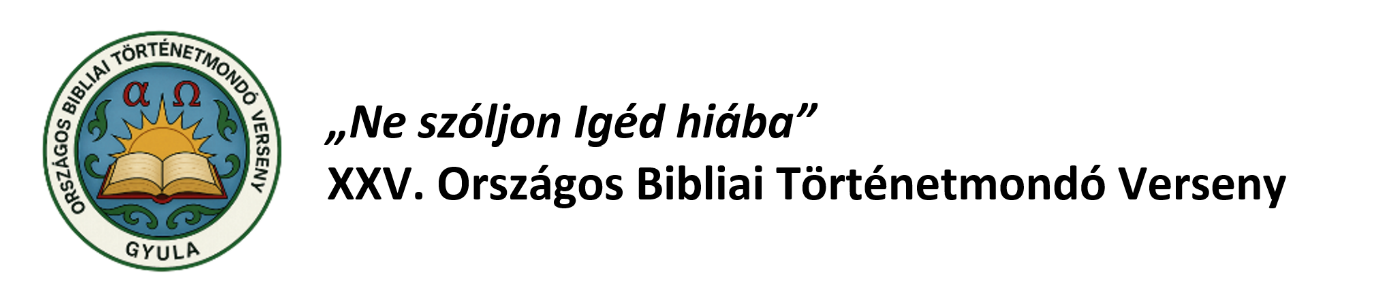 ORSZÁGOS BIBLIAI TÖRTÉNETMONDÓ VERSENY
α Ω
GYULA
„Ne szóljon Igéd hiába”
XXV. Országos Bibliai Történetmondó Verseny